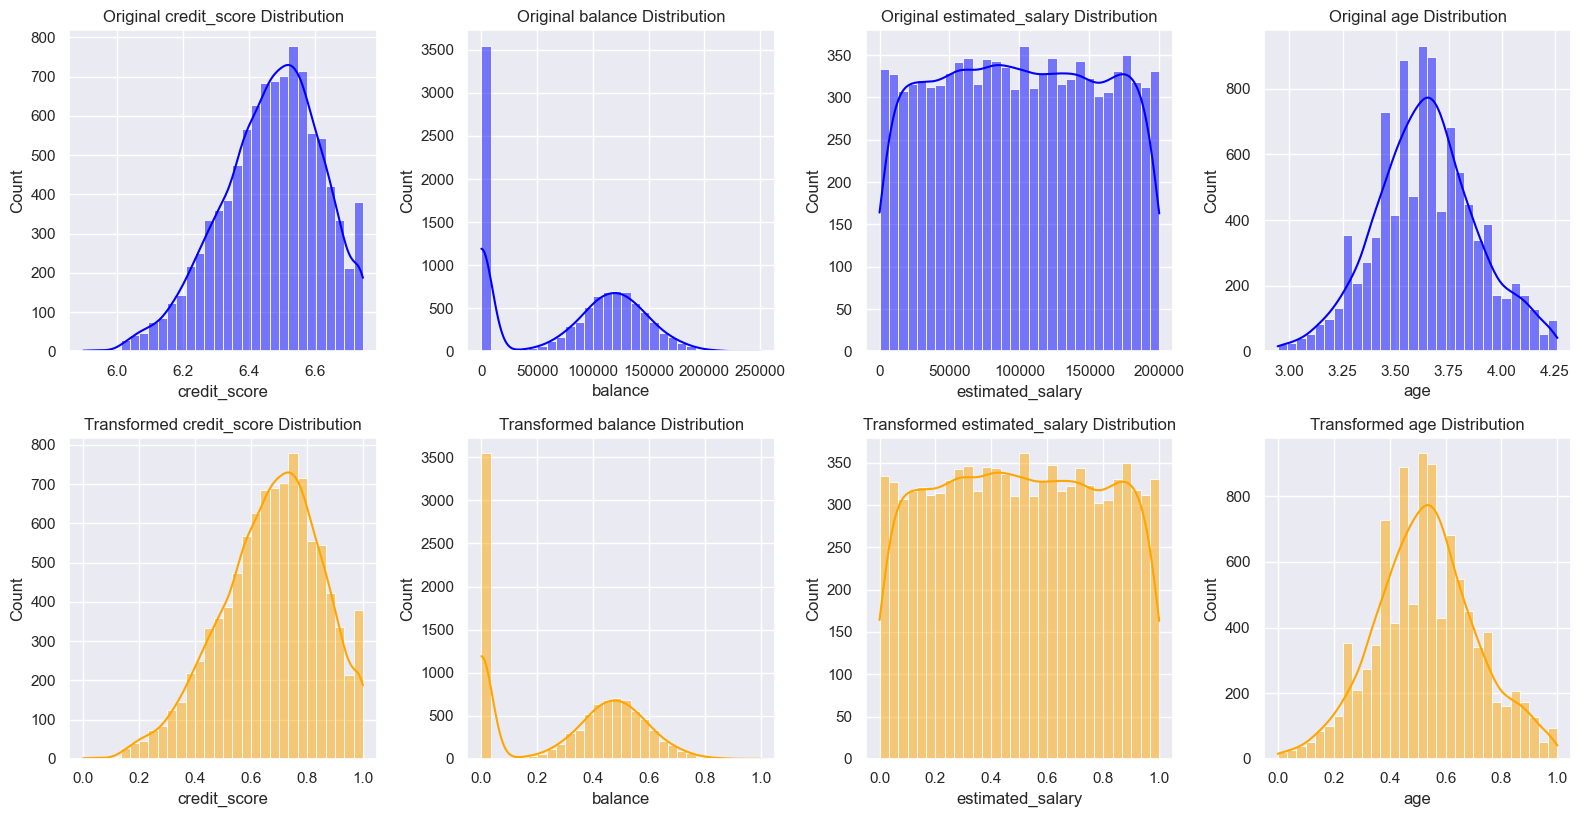 Original credit_score Distribution
800
700
600
500
400
300
200
100
0
Count
6.0 6.2 6.4 6.6
credit_score
Original balance Distribution
3500
3000
2500
2000
1500
1000
500
0
Count
0 50000 100000 150000 200000 250000
balance
Original estimated_salary Distribution
350
300
250
200
150
100
50
0
Count
0 50000 100000 150000 200000
estimated_salary
Original age Distribution
800
600
400
200
0
Count
3.00 3.25 3.50 3.75 4.00 4.25
age
Transformed credit_score Distribution
800
700
600
500
400
300
200
100
0
Count
0.0 0.2 0.4 0.6 0.8 1.0
credit_score
Transformed balance Distribution
3500
3000
2500
2000
1500
1000
500
0
Count
0.0 0.2 0.4 0.6 0.8 1.0
balance
Transformed estimated_salary Distribution
350
300
250
200
150
100
50
0
Count
0.0 0.2 0.4 0.6 0.8 1.0
estimated_salary
Transformed age Distribution
800
600
400
200
0
Count
0.0 0.2 0.4 0.6 0.8 1.0
age